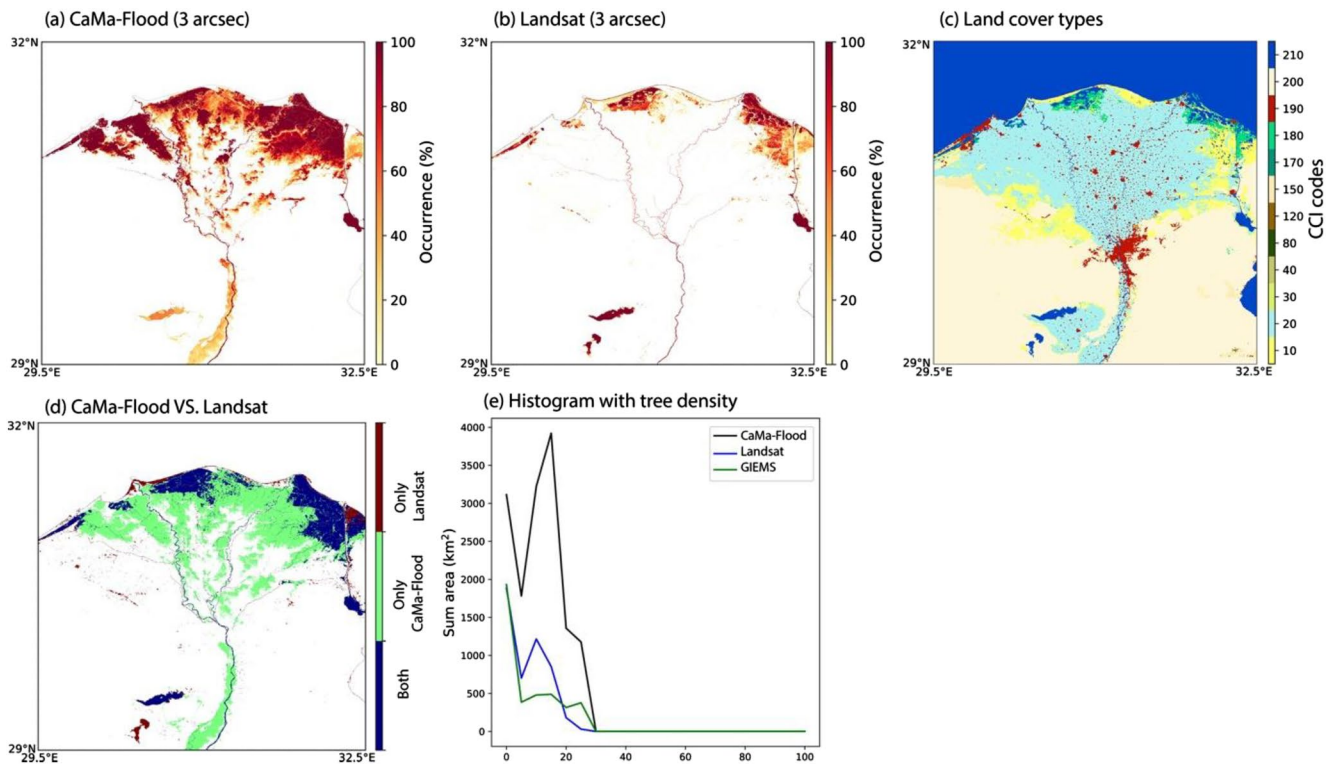 (a) CaMa-Flood (3 arcsec)
32°N
29°N
29.5°E
32.5°E
100
80
60
40
20
0
Occurrence (%)
(b) Landsat (3 arcsec)
32°N
29°N
29.5°E
32.5°E
100
80
60
40
20
0
Occurrence (%)
(c) Land cover types
32°N
29°N
29.5°E
32.5°E
210
200
190
180
170
150
120
80
40
30
20
10
CCI codes
(d) CaMa-Flood VS. Landsat
32°N
29°N
29.5°E
32.5°E
Only
Landsat
Only
CaMa-Flood
Both
(e) Histogram with tree density
CaMa-Flood
Landsat
GIEMS
Sum area (km²)
4000
3500
3000
2500
2000
1500
1000
500
0
0
20
40
60
80
100